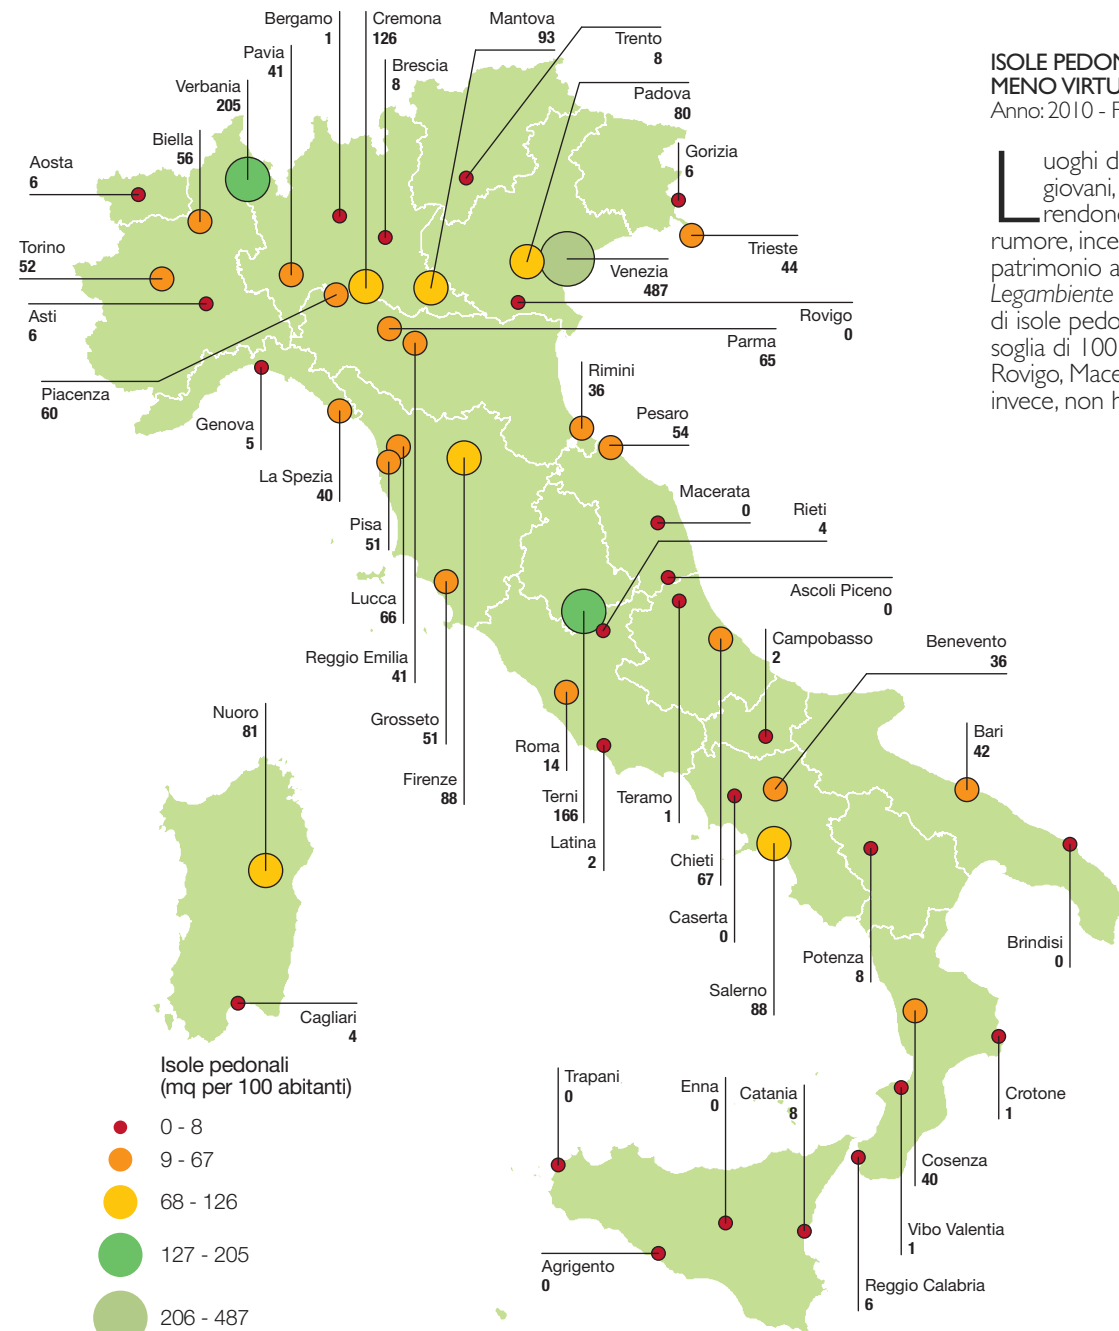 Bergamo
1
Cremona
126
Mantova
93
Trento
8
Pavia
41
Brescia
8
Verbania
205
Padova
80
Biella
56
Gorizia
6
Aosta
6
Torino
52
Trieste
44
Venezia
487
Asti
6
Rovigo
0
Parma
65
Piacenza
60
Rimini
36
Genova
5
Pesaro
54
La Spezia
40
Macerata
0
Rieti
4
Pisa
51
Ascoli Piceno
0
Lucca
66
Campobasso
2
Benevento
36
Reggio Emilia
41
Nuoro
81
Grosseto
51
Roma
14
Bari
42
Firenze
88
Terni
166
Teramo
1
Latina
2
Chieti
67
Caserta
0
Brindisi
0
Potenza
8
Salerno
88
Cagliari
4
Trapani
0
Enna
0
Catania
8
Crotone
1
Cosenza
40
Vibo Valentia
1
Agrigento
0
Reggio Calabria
6
Isole pedonali
(mq per 100 abitanti)
0 - 8
9 - 67
68 - 126
127 - 205
206 - 487
ISOLE
MENO
Anno: 2010 -
Luoghi
giovani,
rumore,
patrimonio
Legambiente
di isole
soglia di 100
Rovigo,
invece, non